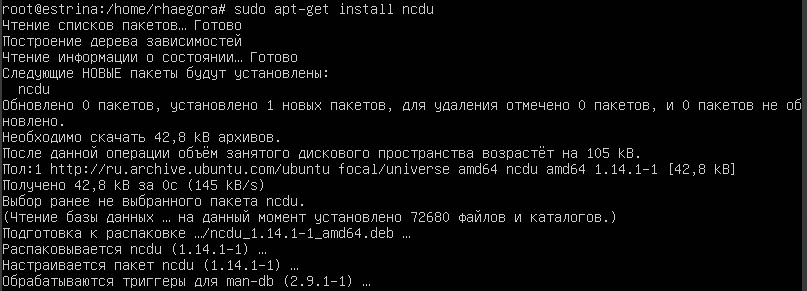 root@estrina:/home/rhaegora# sudo apt-get install ncdu
Чтение списков пакетов… Готово
Построение дерева зависимостей
Чтение информации о состоянии… Готово
Следующие НОВЫЕ пакеты будут установлены:
  ncdu
Обновлено 0 пакетов, установлено 1 новых пакетов, для удаления отмечено 0 пакетов, и 0 пакетов не об
новлено.
Необходимо скачать 42,8 kB архивов.
После данной операции объём занятого дискового пространства возрастёт на 105 kB.
Пол:1 http://ru.archive.ubuntu.com/ubuntu focal/universe amd64 ncdu amd64 1.14.1-1 [42,8 kB]
Получено 42,8 kB за 0с (145 kB/s)
Выбор ранее не выбранного пакета ncdu.
(Чтение базы данных … на данный момент установлено 72680 файлов и каталогов.)
Подготовка к распаковке …/ncdu_1.14.1-1_amd64.deb …
Распаковывается ncdu (1.14.1-1) …
Настраивается пакет ncdu (1.14.1-1) …
Обрабатываются триггеры для man-db (2.9.1-1) …